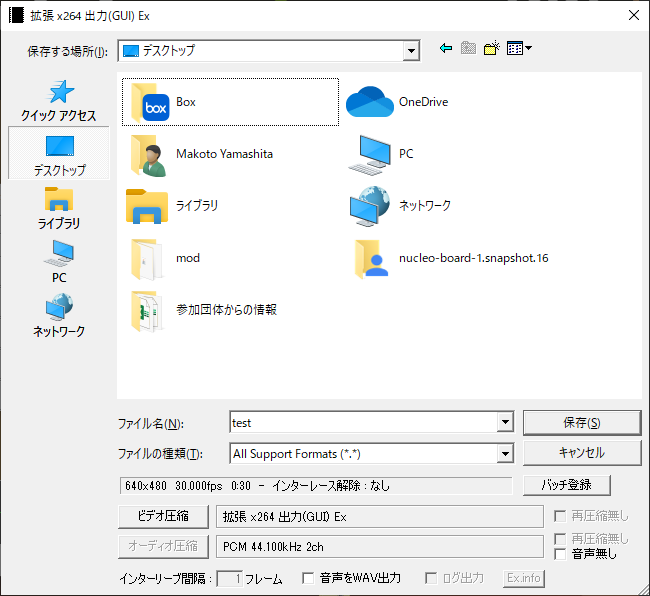 拡張 x264 出力(GUI) Ex
保存する場所(I):
デスクトップ
クイック アクセス
デスクトップ
ライブラリ
PC
ネットワーク
box
Box
OneDrive
Makoto Yamashita
PC
ライブラリ
ネットワーク
mod
nucleo-board-1.snapshot.16
参加団体からの情報
ファイル名(N):
test
保存(S)
ファイルの種類(T):
All Support Formats (*.*)
キャンセル
640x480 30.000fps 0:30 - インターレース解除 : なし
バッチ登録
ビデオ圧縮
拡張 x264 出力(GUI) Ex
再圧縮無し
オーディオ圧縮
PCM 44.100kHz 2ch
再圧縮無し
音声無し
インターリーブ間隔 : 1 フレーム
音声をWAV出力
ログ出力
Ex.info